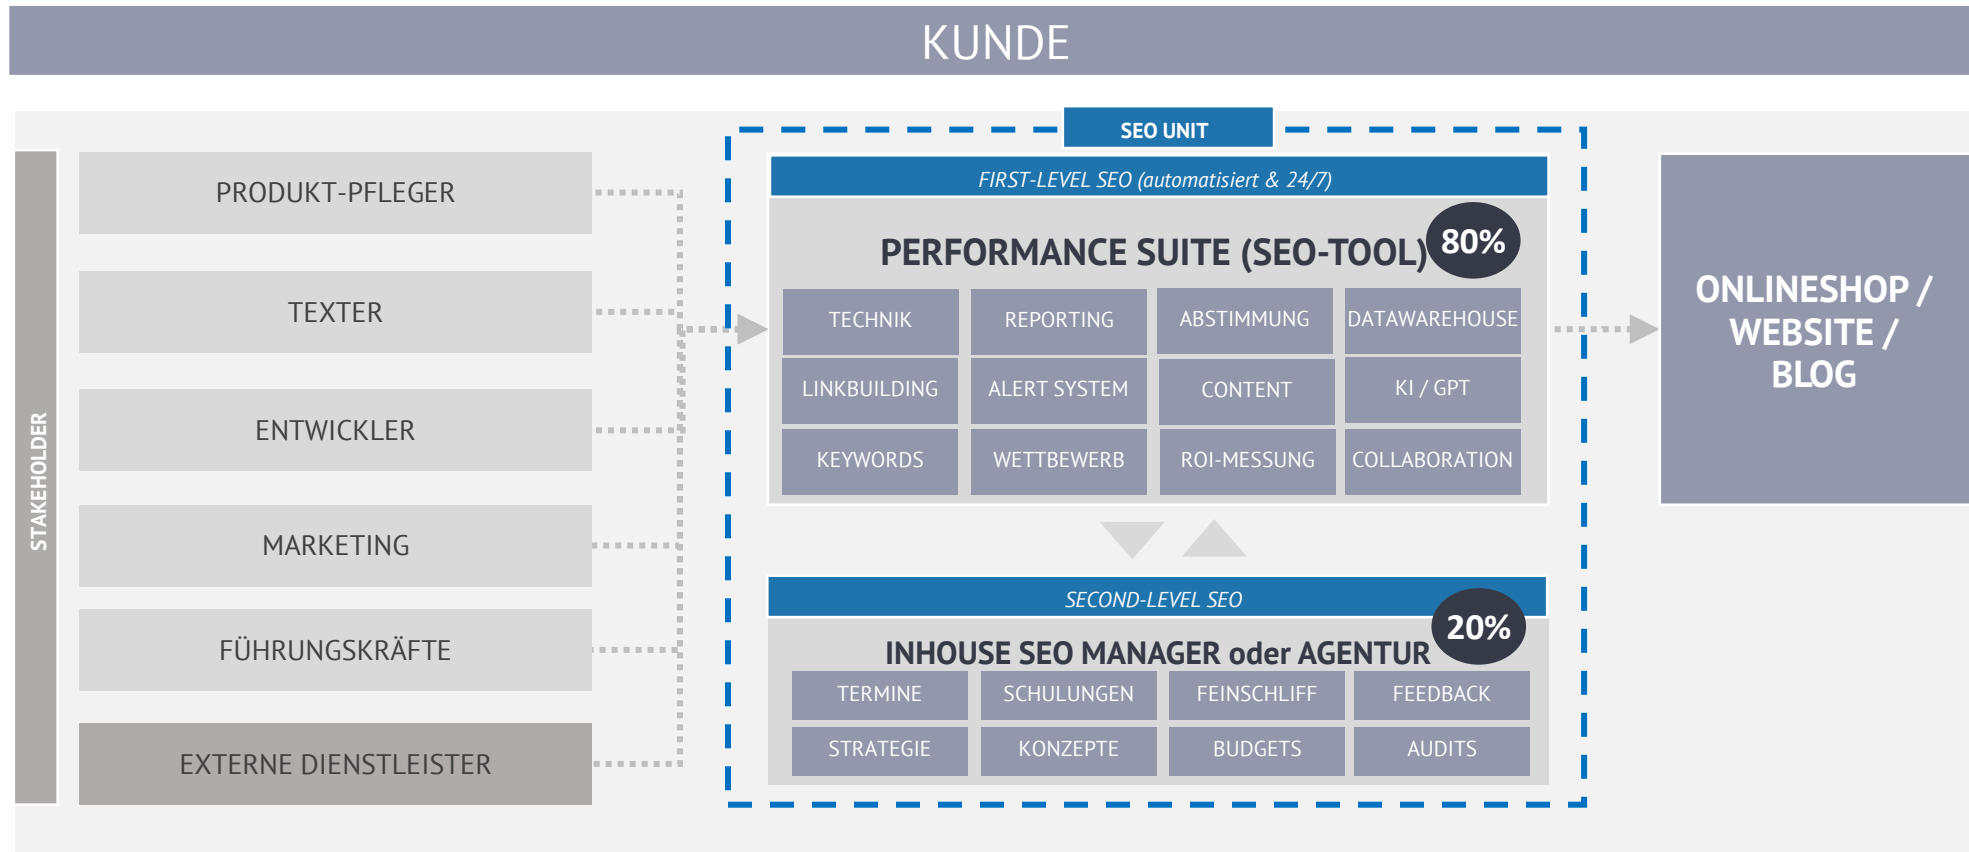 KUNDE
STAKEHOLDER
PRODUKT-PFLEGER
TEXTER
ENTWICKLER
MARKETING
FÜHRUNGSKRÄFTE
EXTERNE DIENSTLEISTER
SEO UNIT
FIRST-LEVEL SEO (automatisiert & 24/7)
PERFORMANCE SUITE (SEO-TOOL)
80%
TECHNIK
REPORTING
ABSTIMMUNG
DATAWAREHOUSE
LINKBUILDING
ALERT SYSTEM
CONTENT
KI / GPT
KEYWORDS
WETTBEWERB
ROI-MESSUNG
COLLABORATION
SECOND-LEVEL SEO
INHOUSE SEO MANAGER oder AGENTUR
20%
TERMINE
SCHULUNGEN
FEINSCHLIFF
FEEDBACK
STRATEGIE
KONZEPTE
BUDGETS
AUDITS
ONLINESHOP /
WEBSITE /
BLOG